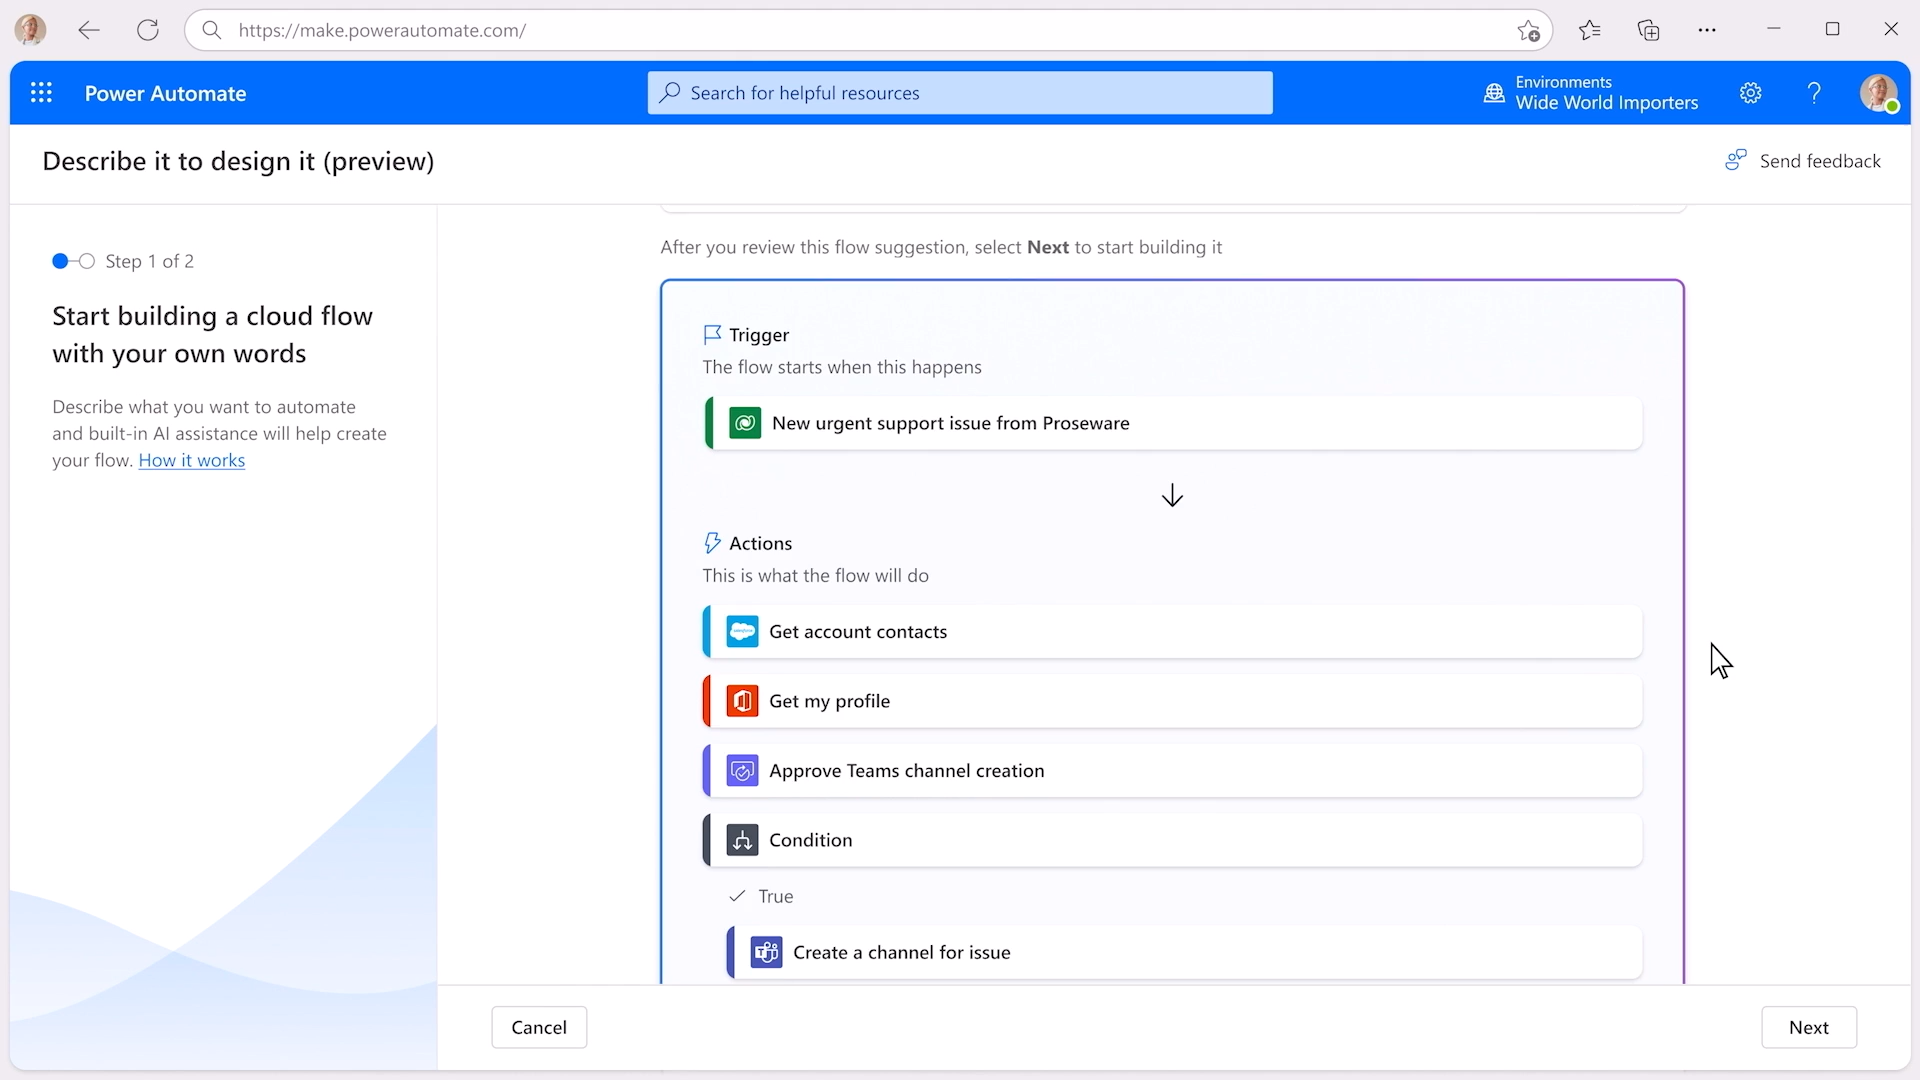 https://make.powerautomate.com/
Power Automate
Search for helpful resources
Environments
Wide World Importers
Describe it to design it (preview)
Send feedback
Step 1 of 2
Start building a cloud flow
with your own words
Describe what you want to automate
and built-in AI assistance will help create
your flow. How it works
After you review this flow suggestion, select Next to start building it
Trigger
The flow starts when this happens
New urgent support issue from Proseware
Actions
This is what the flow will do
Get account contacts
Get my profile
Approve Teams channel creation
Condition
True
Create a channel for issue
Cancel
Next